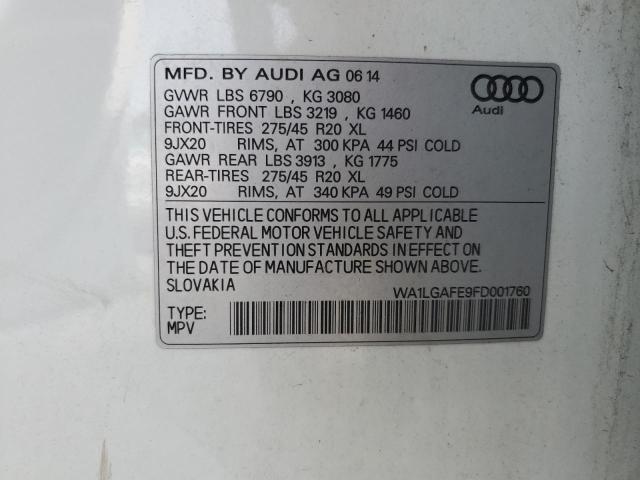 MFD. BY AUDI AG 06 14
GVWR LBS 6790 , KG 3080
GAWR FRONT LBS 3219 , KG 1460
FRONT-TIRES 275/45 R20 XL
9JX20 RIMS, AT 300 KPA 44 PSI COLD
GAWR REAR LBS 3913 , KG 1775
REAR-TIRES 275/45 R20 XL
9JX20 RIMS, AT 340 KPA 49 PSI COLD
Audi
THIS VEHICLE CONFORMS TO ALL APPLICABLE
U.S. FEDERAL MOTOR VEHICLE SAFETY AND
THEFT PREVENTION STANDARDS IN EFFECT ON
THE DATE OF MANUFACTURE SHOWN ABOVE.
SLOVAKIA
WA1LGAFE9FD001760
TYPE:
MPV